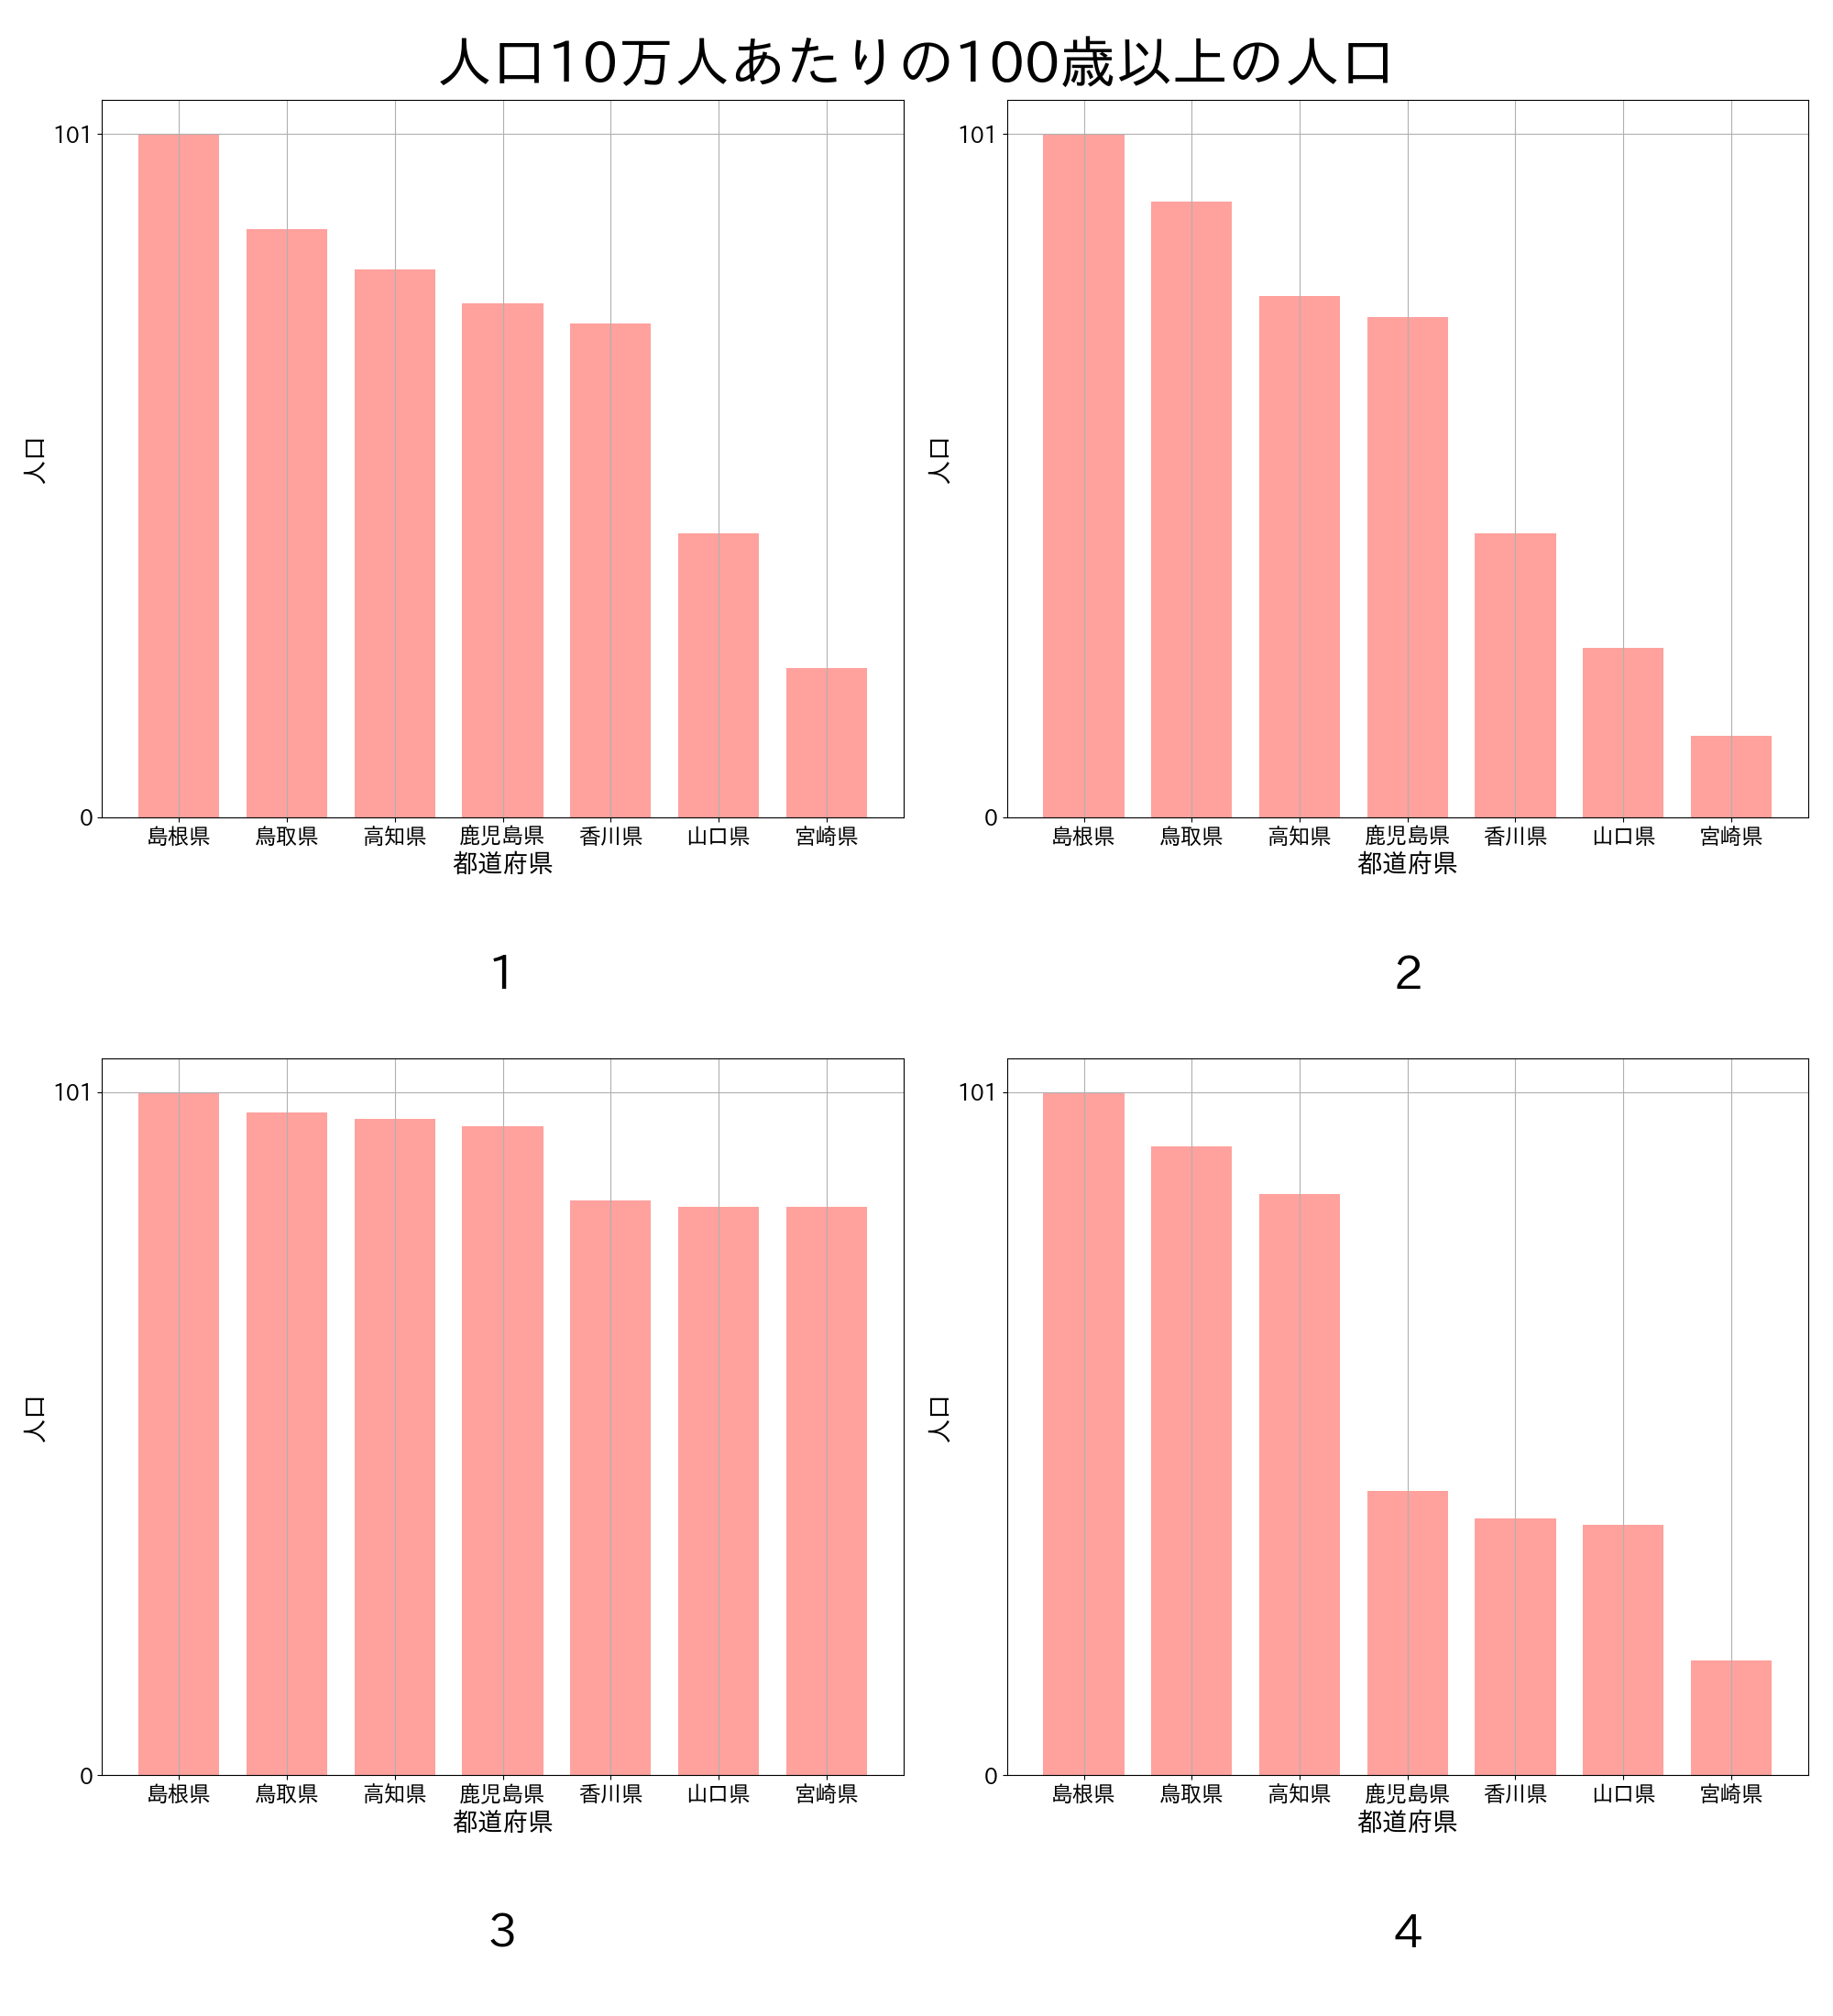 人口10万人あたりの100歳以上の人口
101
人口
0
島根県 鳥取県 高知県 鹿児島県 香川県 山口県 宮崎県
都道府県
1
101
人口
0
島根県 鳥取県 高知県 鹿児島県 香川県 山口県 宮崎県
都道府県
2
101
人口
0
島根県 鳥取県 高知県 鹿児島県 香川県 山口県 宮崎県
都道府県
3
101
人口
0
島根県 鳥取県 高知県 鹿児島県 香川県 山口県 宮崎県
都道府県
4